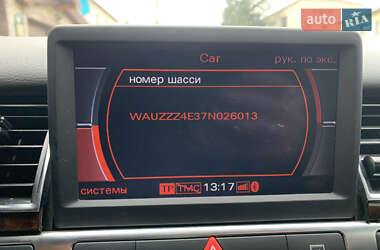 auto RIA
Car
рук. по экс.
номер шасси
WAUZZZ4E37N026013
системы
TP TMC 13:17